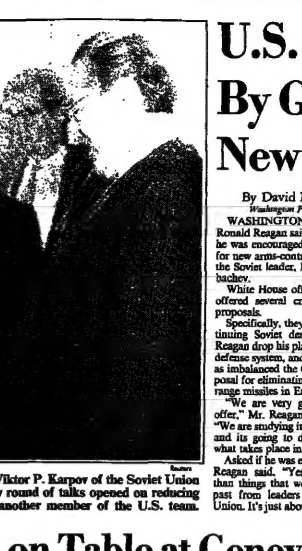 U.S.
By G
New
By David
Washington P
WASHINGTON
Ronald Reagan sai
he was encouraged
for new arms-contr
the Soviet leader,
bachev.
White House off
offered several cr
proposals.
Specifically, they
tinuing Soviet de
Reagan drop his pla
defense system, and
as imbalanced the
posal for eliminatin
range missiles in E
"We are very g
offer," Mr. Reagan
"We are studying it
and its going to d
what takes place in
Asked if he was e
Reagan said, "Yes
than things that w
past from leaders
Union. It's just abo
Reuters
Viktor P. Karpov of the Soviet Union
round of talks opened on reducing
another member of the U.S. team.
on Table at Genev